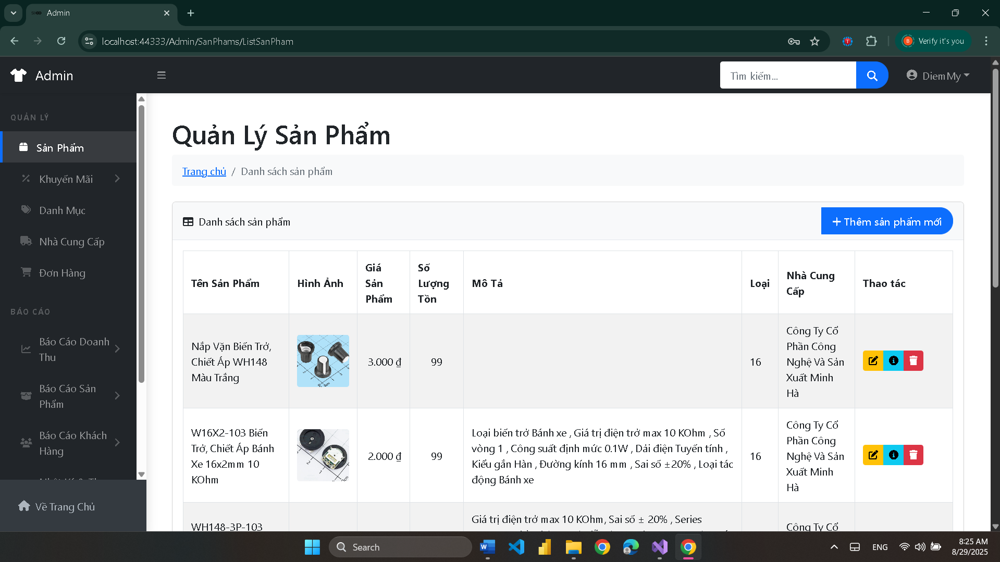 Admin
localhost:44333/Admin/SanPhams/ListSanPham
Verify it's you
Admin
Tìm kiếm...
DiemMy
QUẢN LÝ
Sản Phẩm
Khuyến Mãi
Danh Mục
Nhà Cung Cấp
Đơn Hàng
BÁO CÁO
Báo Cáo Doanh
Thu
Báo Cáo Sản
Phẩm
Báo Cáo Khách
Hàng
Về Trang Chủ
Quản Lý Sản Phẩm
Trang chủ / Danh sách sản phẩm
Danh sách sản phẩm
Thêm sản phẩm mới
Tên Sản Phẩm
Hình Ảnh
Giá
Sản
Phẩm
Số
Lượng
Tồn
Mô Tả
Loại
Nhà Cung
Cấp
Thao tác
Nắp Vặn Biến Trở,
Chiết Áp WH148
Màu Trắng
3.000 ₫
99
16
Công Ty Cổ
Phần Công
Nghệ Và Sản
Xuất Minh
Hà
W16X2-103 Biến
Trở, Chiết Áp Bánh
Xe 16x2mm 10
KOhm
2.000 ₫
99
Loại biến trở Bánh xe , Giá trị điện trở max 10 KOhm , Số
vòng 1 , Công suất định mức 0.1W , Dải điện Tuyến tính ,
Kiểu gắn Hàn , Đường kính 16 mm , Sai số ±20% , Loại tác
động Bánh xe
16
Công Ty Cổ
Phần Công
Nghệ Và Sản
Xuất Minh
Hà
WH148-3P-103
Giá trị điện trở max 10 KOhm, Sai số ± 20% , Series
Công Ty Cổ
Search
ENG
8:25 AM
8/29/2025